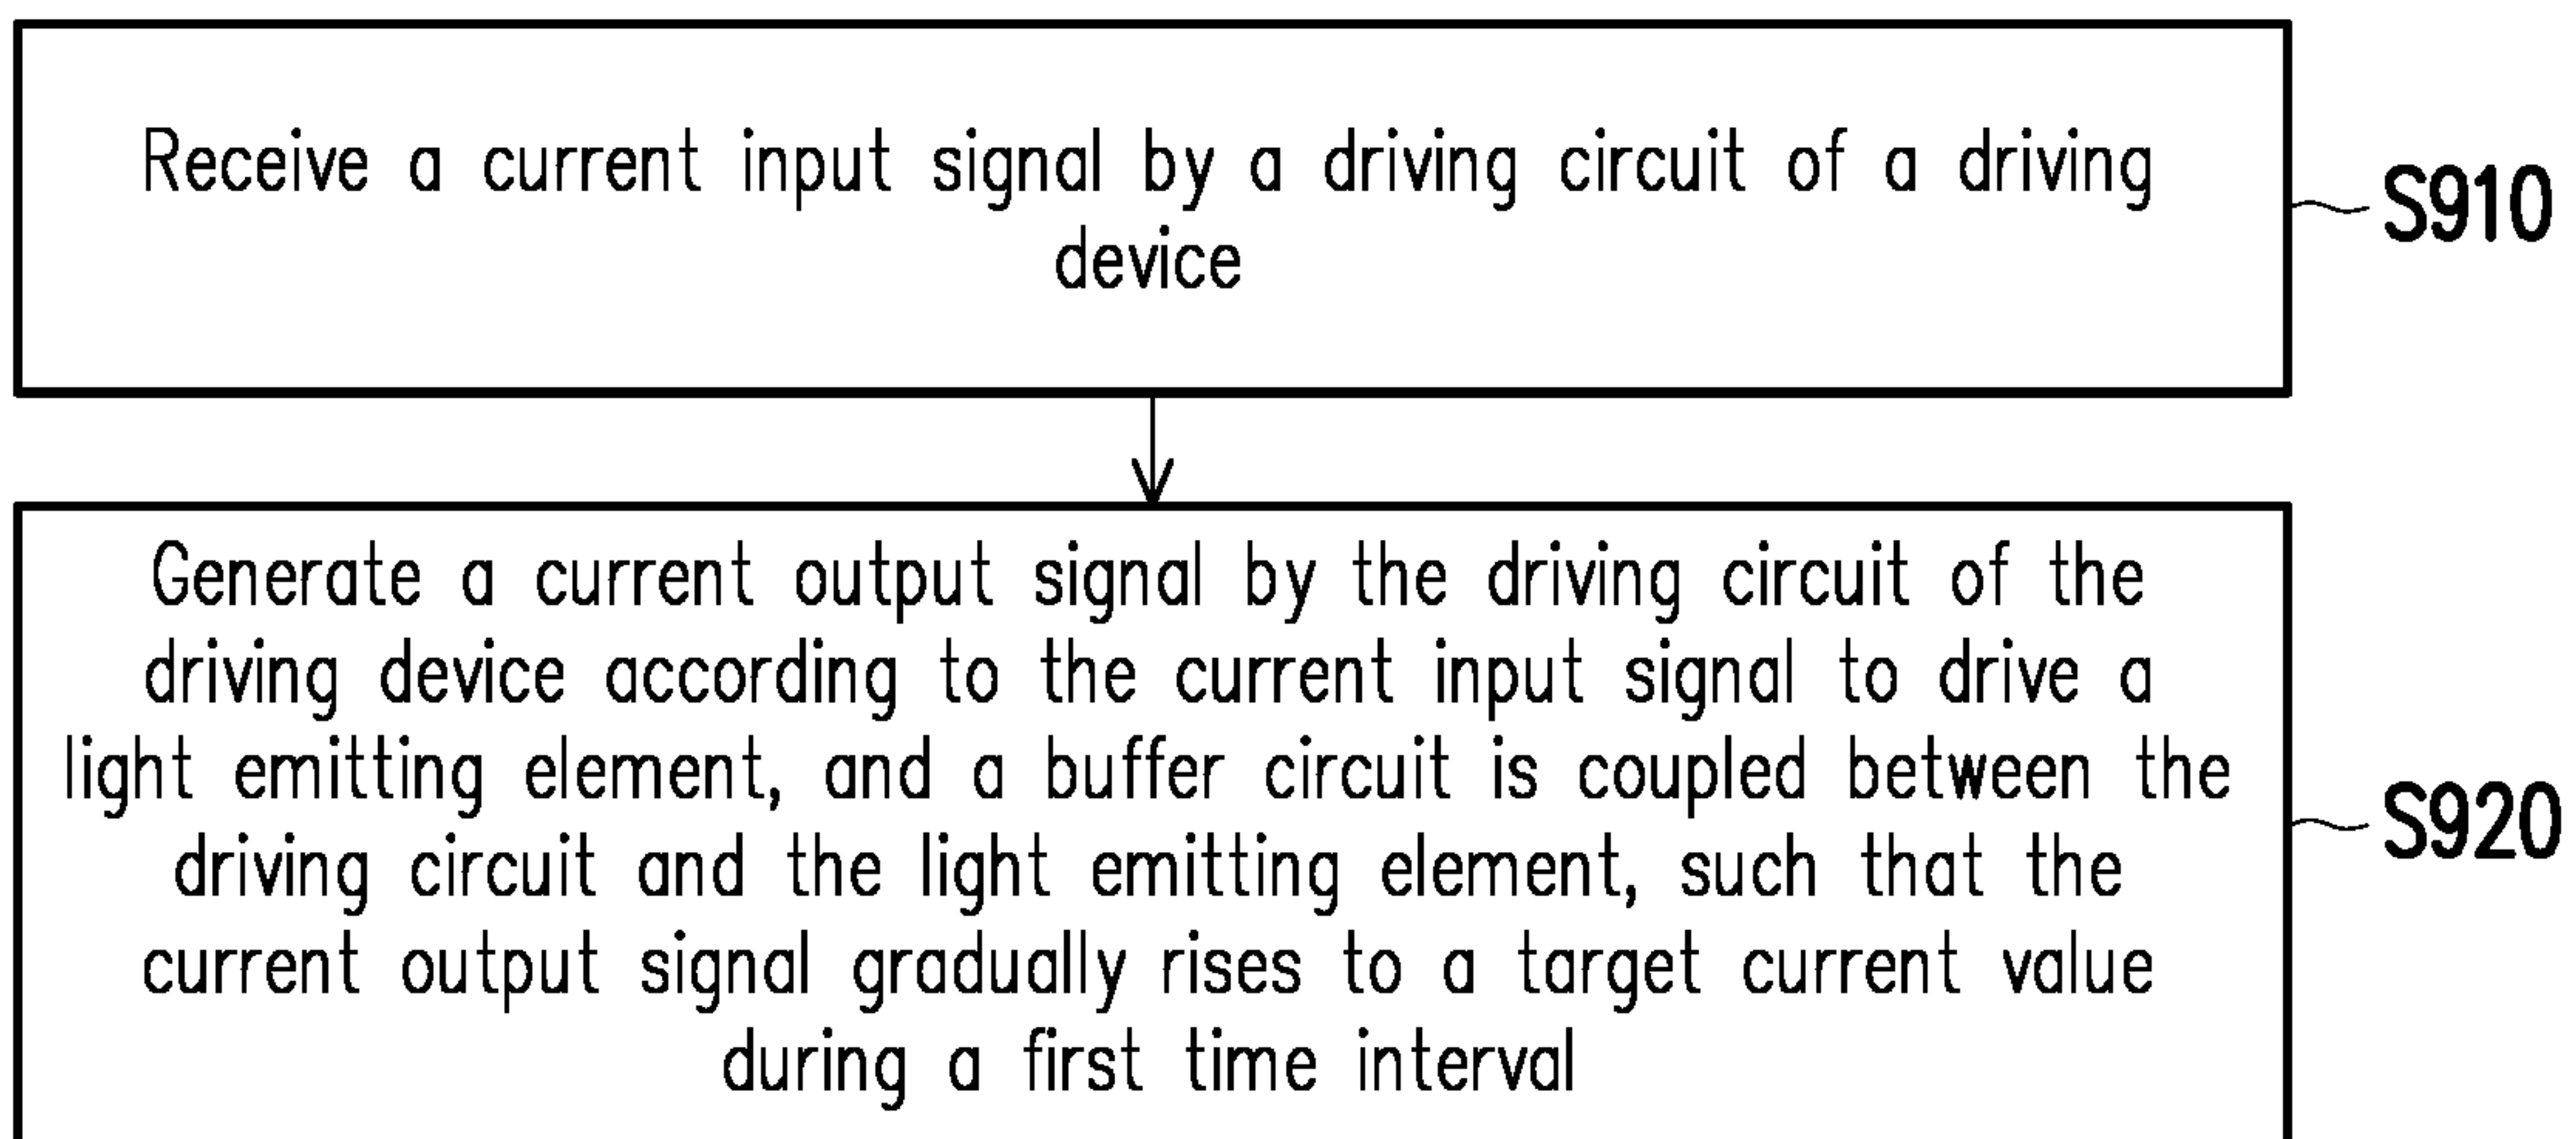 Receive a current input signal by a driving circuit of a driving
device
S910
Generate a current output signal by the driving circuit of the
driving device according to the current input signal to drive a
light emitting element, and a buffer circuit is coupled between the
driving circuit and the light emitting element, such that the
current output signal gradually rises to a target current value
during a first time interval
S920